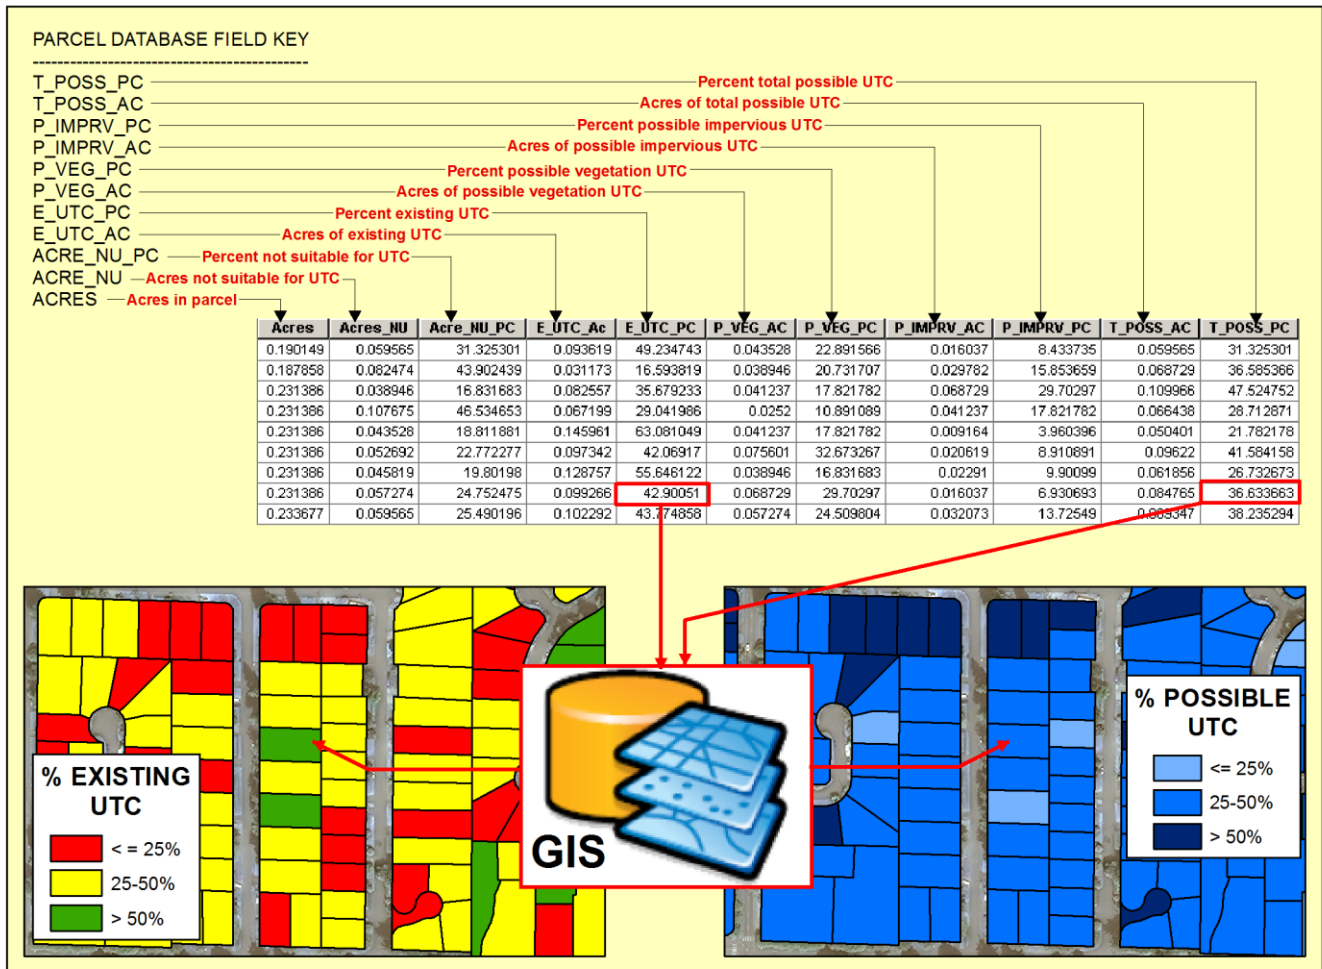 PARCEL DATABASE FIELD KEY
--------------------------------------------
T_POSS_PC Percent total possible UTC
T_POSS_AC Acres of total possible UTC
P_IMPRV_PC Percent possible impervious UTC
P_IMPRV_AC Acres of possible impervious UTC
P_VEG_PC Percent possible vegetation UTC
P_VEG_AC Acres of possible vegetation UTC
E_UTC_PC Percent existing UTC
E_UTC_AC Acres of existing UTC
ACRE_NU_PC Percent not suitable for UTC
ACRE_NU Acres not suitable for UTC
ACRES Acres in parcel
Acres Acres_NU Acre_NU_PC E_UTC_Ac E_UTC_PC P_VEG_AC P_VEG_PC P_IMPRV_AC P_IMPRV_PC T_POSS_AC T_POSS_PC
0.190149 0.059565 31.325301 0.093619 49.234743 0.043528 22.891566 0.016037 8.433735 0.059565 31.325301
0.187858 0.082474 43.902439 0.031173 16.593819 0.038946 20.731707 0.029782 15.853659 0.068729 36.585366
0.231386 0.038946 16.831683 0.082557 35.679233 0.041237 17.821782 0.068729 29.70297 0.109966 47.524752
0.231386 0.107675 46.534653 0.067199 29.041986 0.0252 10.891089 0.041237 17.821782 0.066438 28.712871
0.231386 0.043528 18.811881 0.145961 63.081049 0.041237 17.821782 0.009164 3.960396 0.050401 21.782178
0.231386 0.052692 22.772277 0.097342 42.06917 0.075601 32.673267 0.020619 8.910891 0.09622 41.584158
0.231386 0.045819 19.80198 0.128757 55.646122 0.038946 16.831683 0.02291 9.90099 0.061856 26.732673
0.231386 0.057274 24.752475 0.099266 42.90051 0.068729 29.70297 0.016037 6.930693 0.084765 36.633663
0.233677 0.059565 25.490196 0.102292 43.774858 0.057274 24.509804 0.032073 13.72549 0.089347 38.235294
% EXISTING
UTC
< = 25%
25-50%
> 50%
GIS
% POSSIBLE
UTC
<= 25%
25-50%
> 50%